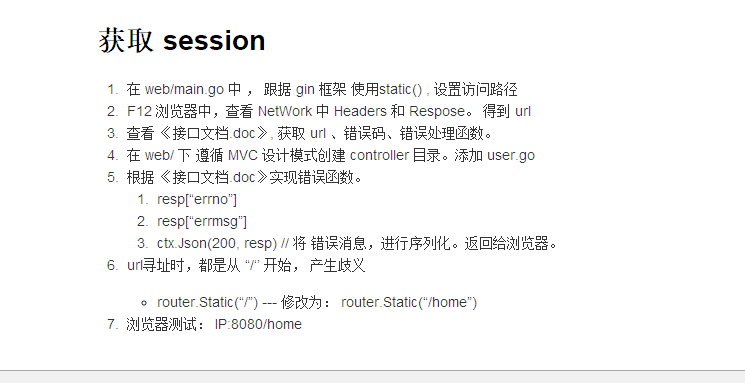 获取 session
1. 在 web/main.go 中 ， 跟据 gin 框架 使用static() , 设置访问路径
2. F12 浏览器中，查看 NetWork 中 Headers 和 Respose。 得到 url
3. 查看《接口文档.doc》, 获取 url 、错误码、错误处理函数。
4. 在 web/ 下 遵循 MVC 设计模式创建 controller 目录。添加 user.go
5. 根据《接口文档.doc》实现错误函数。
1. resp[“errno”]
2. resp[“errmsg”]
3. ctx.Json(200, resp) // 将 错误消息，进行序列化。返回给浏览器。
6. url寻址时，都是从 “/‘’ 开始， 产生歧义
◦ router.Static(“/”) --- 修改为： router.Static(“/home”)
7. 浏览器测试： IP:8080/home